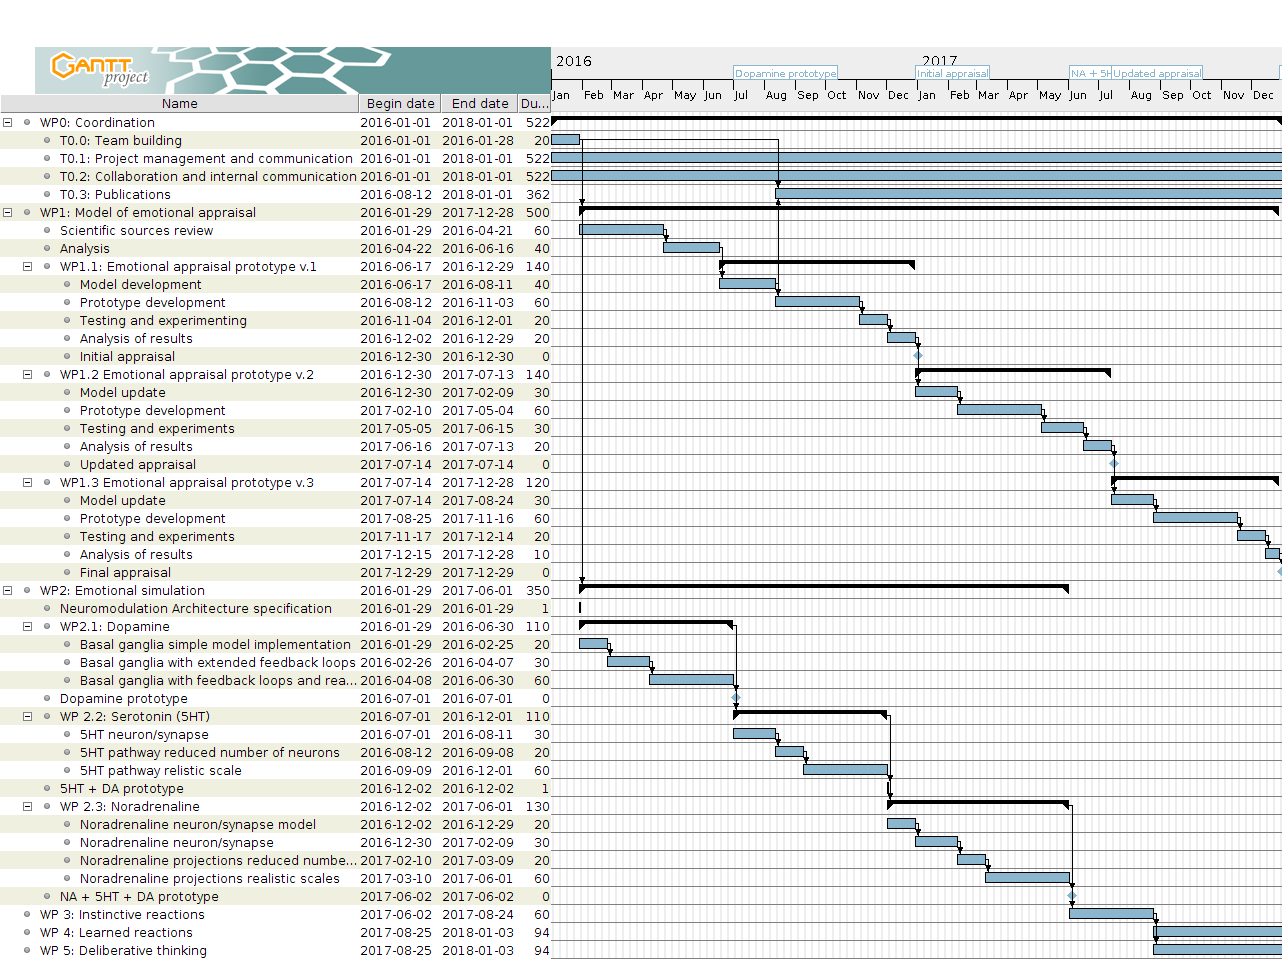 GANTT project
2016 2017
Dopamine prototype Initial appraisal NA + 5H Updated appraisal
Jan Feb Mar Apr May Jun Jul Aug Sep Oct Nov Dec Jan Feb Mar Apr May Jun Jul Aug Sep Oct Nov Dec
Name Begin date End date Du...
WP0: Coordination 2016-01-01 2018-01-01 522
T0.0: Team building 2016-01-01 2016-01-28 20
T0.1: Project management and communication 2016-01-01 2018-01-01 522
T0.2: Collaboration and internal communication 2016-01-01 2018-01-01 522
T0.3: Publications 2016-08-12 2018-01-01 362
WP1: Model of emotional appraisal 2016-01-29 2017-12-28 500
Scientific sources review 2016-01-29 2016-04-21 60
Analysis 2016-04-22 2016-06-16 40
WP1.1: Emotional appraisal prototype v.1 2016-06-17 2016-12-29 140
Model development 2016-06-17 2016-08-11 40
Prototype development 2016-08-12 2016-11-03 60
Testing and experimenting 2016-11-04 2016-12-01 20
Analysis of results 2016-12-02 2016-12-29 20
Initial appraisal 2016-12-30 2016-12-30 0
WP1.2 Emotional appraisal prototype v.2 2016-12-30 2017-07-13 140
Model update 2016-12-30 2017-02-09 30
Prototype development 2017-02-10 2017-05-04 60
Testing and experiments 2017-05-05 2017-06-15 30
Analysis of results 2017-06-16 2017-07-13 20
Updated appraisal 2017-07-14 2017-07-14 0
WP1.3 Emotional appraisal prototype v.3 2017-07-14 2017-12-28 120
Model update 2017-07-14 2017-08-24 30
Prototype development 2017-08-25 2017-11-16 60
Testing and experiments 2017-11-17 2017-12-14 20
Analysis of results 2017-12-15 2017-12-28 10
Final appraisal 2017-12-29 2017-12-29 0
WP2: Emotional simulation 2016-01-29 2017-06-01 350
Neuromodulation Architecture specification 2016-01-29 2016-01-29 1
WP2.1: Dopamine 2016-01-29 2016-06-30 110
Basal ganglia simple model implementation 2016-01-29 2016-02-25 20
Basal ganglia with extended feedback loops 2016-02-26 2016-04-07 30
Basal ganglia with feedback loops and rea... 2016-04-08 2016-06-30 60
Dopamine prototype 2016-07-01 2016-07-01 0
WP 2.2: Serotonin (5HT) 2016-07-01 2016-12-01 110
5HT neuron/synapse 2016-07-01 2016-08-11 30
5HT pathway reduced number of neurons 2016-08-12 2016-09-08 20
5HT pathway relistic scale 2016-09-09 2016-12-01 60
5HT + DA prototype 2016-12-02 2016-12-02 1
WP 2.3: Noradrenaline 2016-12-02 2017-06-01 130
Noradrenaline neuron/synapse model 2016-12-02 2016-12-29 20
Noradrenaline neuron/synapse 2016-12-30 2017-02-09 30
Noradrenaline projections reduced numbe... 2017-02-10 2017-03-09 20
Noradrenaline projections realistic scales 2017-03-10 2017-06-01 60
NA + 5HT + DA prototype 2017-06-02 2017-06-02 0
WP 3: Instinctive reactions 2017-06-02 2017-08-24 60
WP 4: Learned reactions 2017-08-25 2018-01-03 94
WP 5: Deliberative thinking 2017-08-25 2018-01-03 94